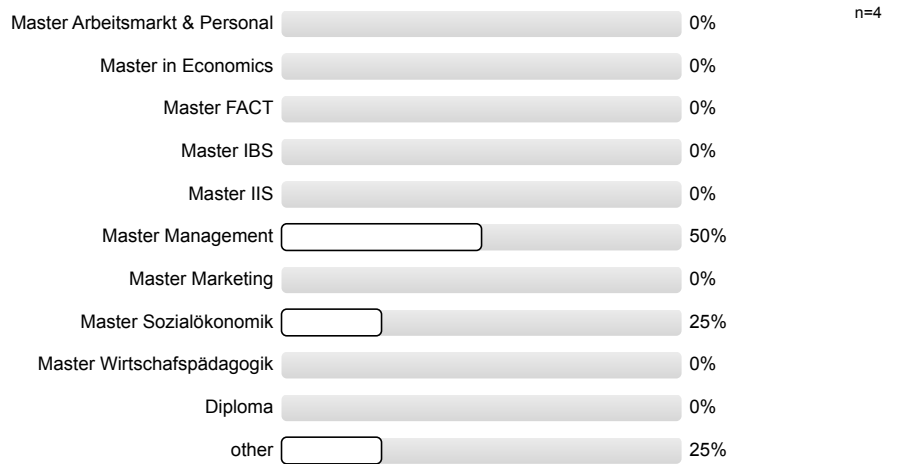 Master Arbeitsmarkt & Personal 0% n=4
Master in Economics 0%
Master FACT 0%
Master IBS 0%
Master IIS 0%
Master Management 50%
Master Marketing 0%
Master Sozialökonomik 25%
Master Wirtschafspädagogik 0%
Diploma 0%
other 25%